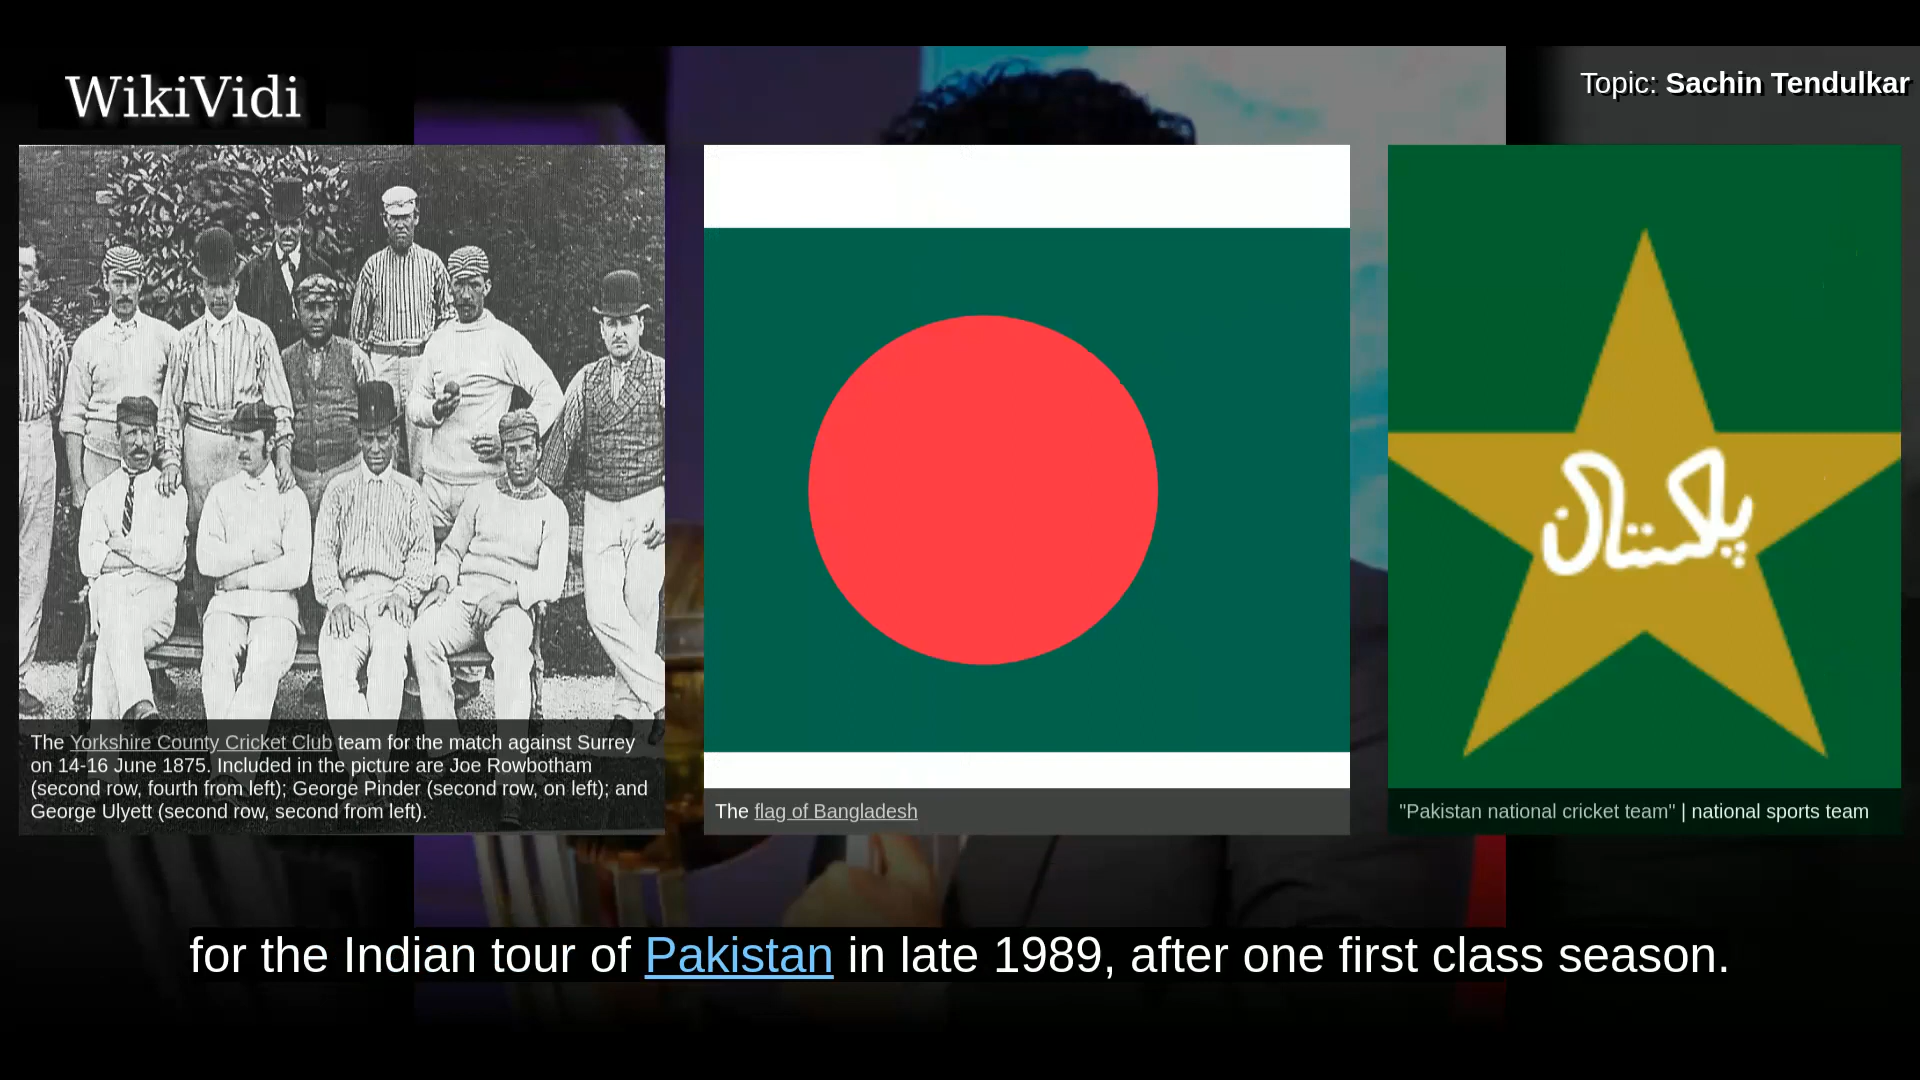 WikiVidi
Topic: Sachin Tendulkar
پاکستان
The Yorkshire County Cricket Club team for the match against Surrey
on 14-16 June 1875. Included in the picture are Joe Rowbotham
(second row, fourth from left); George Pinder (second row, on left); and
George Ulyett (second row, second from left).
The flag of Bangladesh
"Pakistan national cricket team" | national sports team
for the Indian tour of Pakistan in late 1989, after one first class season.